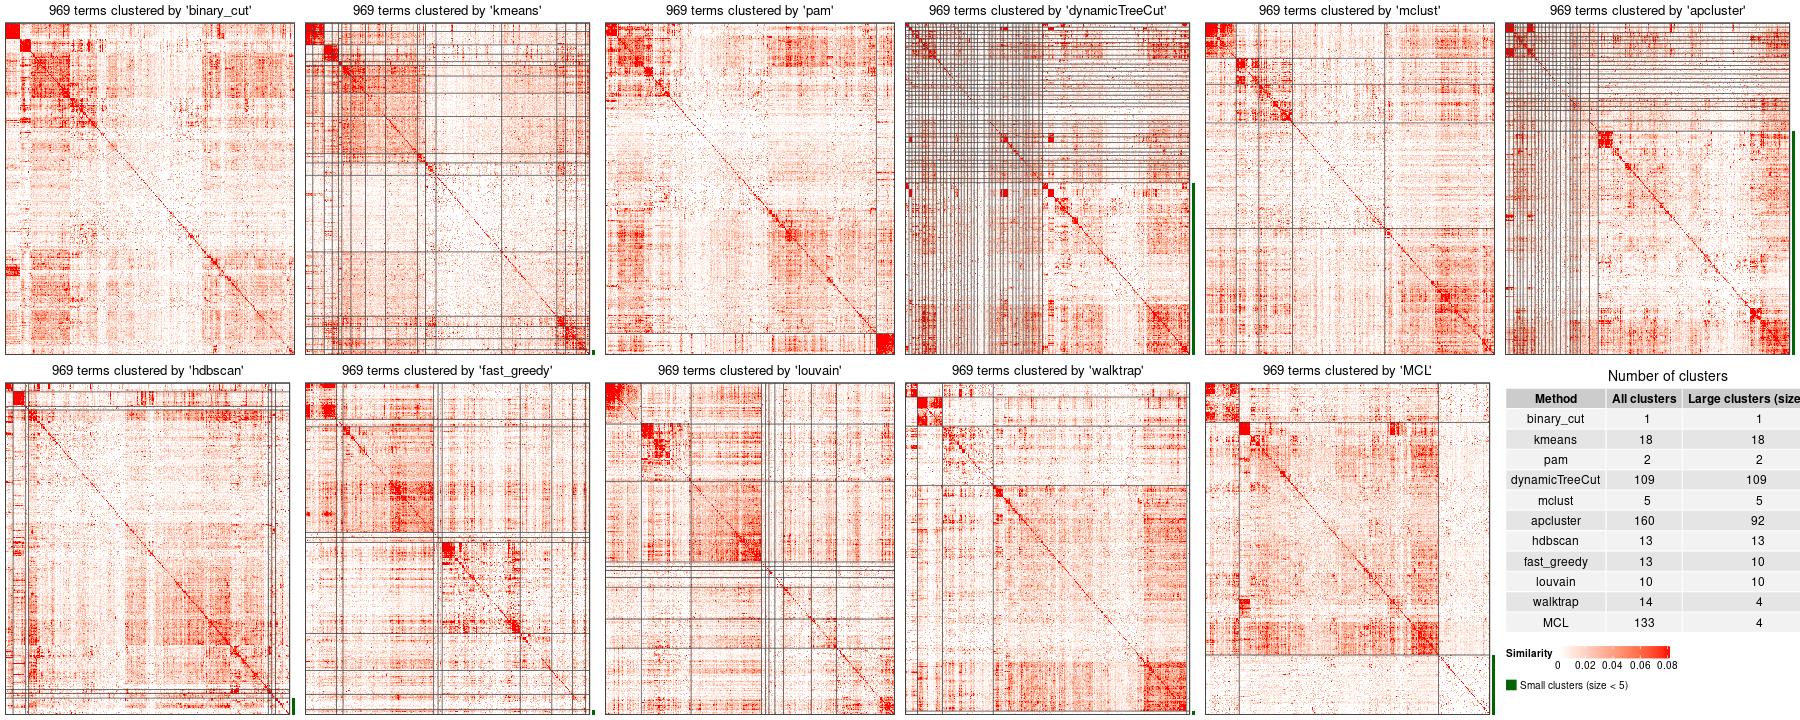 969 terms clustered by 'binary_cut'
969 terms clustered by 'kmeans'
969 terms clustered by 'pam'
969 terms clustered by 'dynamicTreeCut'
969 terms clustered by 'mclust'
969 terms clustered by 'apcluster'
969 terms clustered by 'hdbscan'
969 terms clustered by 'fast_greedy'
969 terms clustered by 'louvain'
969 terms clustered by 'walktrap'
969 terms clustered by 'MCL'
Number of clusters
Method All clusters Large clusters (size
binary_cut 1 1
kmeans 18 18
pam 2 2
dynamicTreeCut 109 109
mclust 5 5
apcluster 160 92
hdbscan 13 13
fast_greedy 13 10
louvain 10 10
walktrap 14 4
MCL 133 4
Similarity
0 0.02 0.04 0.06 0.08
Small clusters (size < 5)